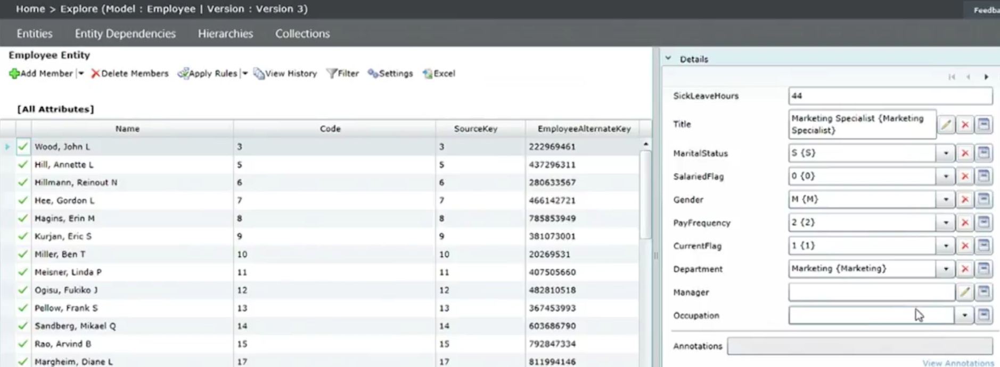 Home > Explore (Model : Employee | Version : Version 3)
Entities Entity Dependencies Hierarchies Collections
Employee Entity
Add Member Delete Members Apply Rules View History Filter Settings Excel
[All Attributes]
Name Code SourceKey EmployeeAlternateKey
Wood, John L 3 3 222969461
Hill, Annette L 5 5 437296311
Hillmann, Reinout N 6 6 280633567
Hee, Gordon L 7 7 466142721
Hagins, Erin M 8 8 785853949
Kurjan, Eric S 9 9 381073001
Miller, Ben T 10 10 20269531
Meisner, Linda P 11 11 407505660
Ogisu, Fukiko J 12 12 482810518
Pellow, Frank S 13 13 367453993
Sandberg, Mikael Q 14 14 603686790
Rao, Arvind B 15 15 792847334
Margheim, Diane L 17 17 811994146
Feedba
Details
SickLeaveHours 44
Title Marketing Specialist {Marketing
Specialist}
MaritalStatus S {S}
SalariedFlag 0 {0}
Gender M {M}
PayFrequency 2 {2}
CurrentFlag 1 {1}
Department Marketing {Marketing}
Manager
Occupation
Annotations
View Annotations